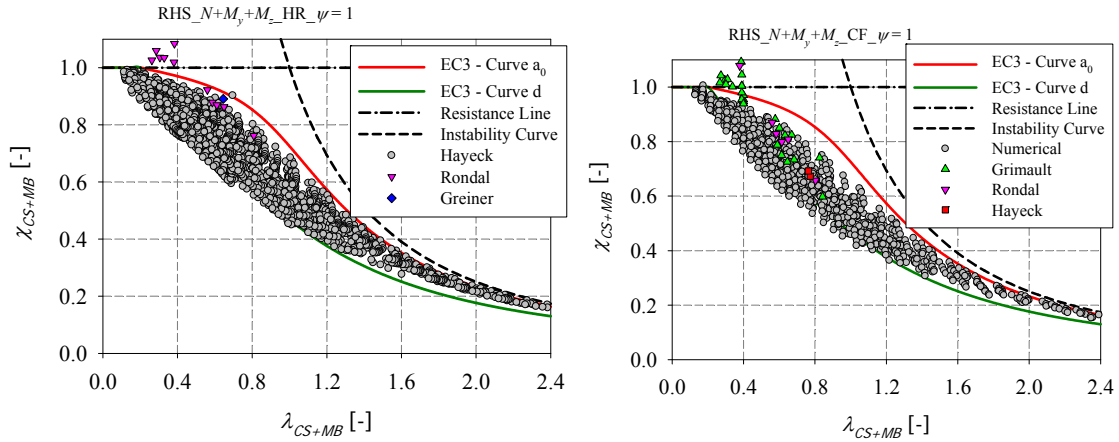 RHS_N+My+Mz_HR_ψ = 1
EC3 - Curve a0
EC3 - Curve d
Resistance Line
Instability Curve
Hayeck
Rondal
Greiner
χCS+MB [-]
1.0
0.8
0.6
0.4
0.2
0.0
0.0 0.4 0.8 1.2 1.6 2.0 2.4
λCS+MB [-]
RHS_N+My+Mz_CF_ψ = 1
EC3 - Curve a0
EC3 - Curve d
Resistance Line
Instability Curve
Numerical
Grimault
Rondal
Hayeck
χCS+MB [-]
1.0
0.8
0.6
0.4
0.2
0.0
0.0 0.4 0.8 1.2 1.6 2.0 2.4
λCS+MB [-]